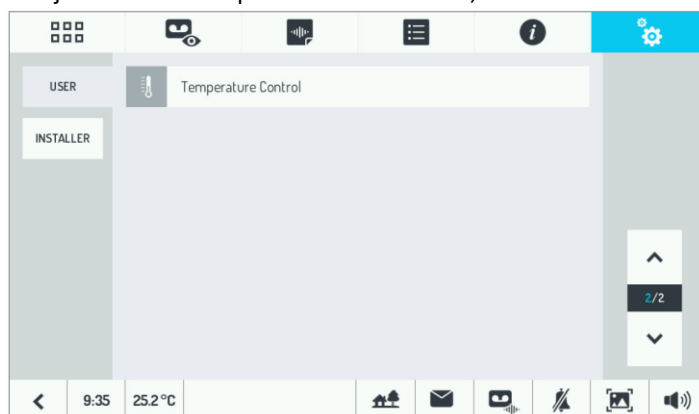 USER
Temperature Control
INSTALLER
2/2
9:35
25.2 °C